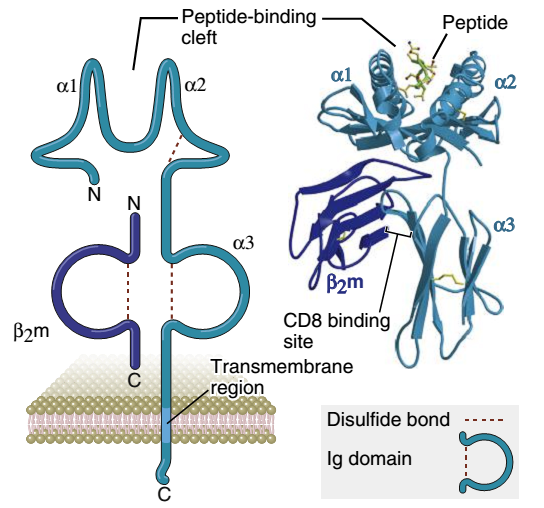 Peptide-binding
cleft
Peptide
α1
α2
α1
α2
N
N
α3
α3
β₂m
β₂m
CD8 binding
site
C
Transmembrane
region
C
Disulfide bond
Ig domain